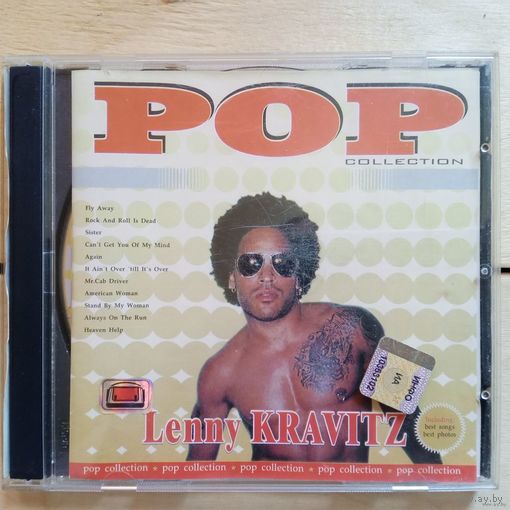 POP
COLLECTION
Fly Away
Rock And Roll Is Dead
Sister
Can't Get You Of My Mind
Again
It Ain't Over 'till It's Over
Mr.Cab Driver
American Woman
Stand By My Woman
Always On The Run
Heaven Help
Lenny KRAVITZ
Including
best songs
best photos
pop collection ★ pop collection ★ pop collection ★ pop collection ★ pop collection
ay.by